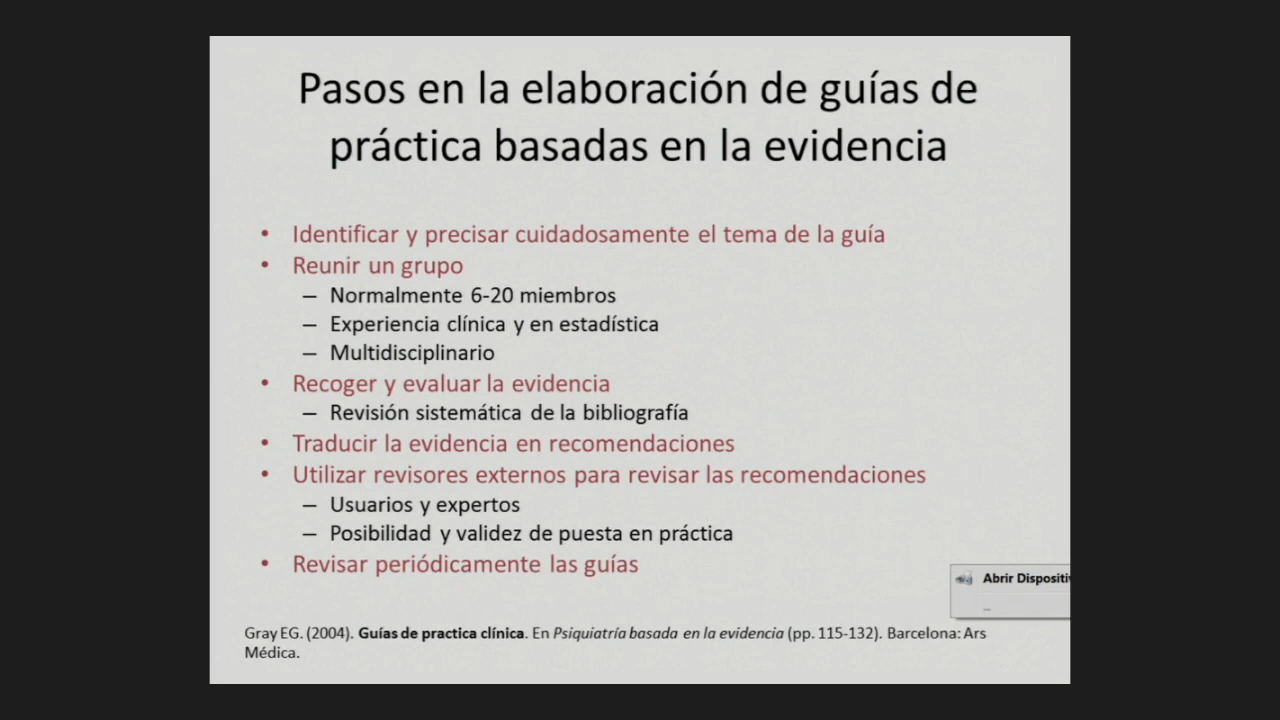 Pasos en la elaboración de guías de
práctica basadas en la evidencia
• Identificar y precisar cuidadosamente el tema de la guía
• Reunir un grupo
– Normalmente 6-20 miembros
– Experiencia clínica y en estadística
– Multidisciplinario
• Recoger y evaluar la evidencia
– Revisión sistemática de la bibliografía
• Traducir la evidencia en recomendaciones
• Utilizar revisores externos para revisar las recomendaciones
– Usuarios y expertos
– Posibilidad y validez de puesta en práctica
• Revisar periódicamente las guías
Abrir Dispositiv
Gray EG. (2004). Guías de practica clínica. En Psiquiatría basada en la evidencia (pp. 115-132). Barcelona: Ars
Médica.